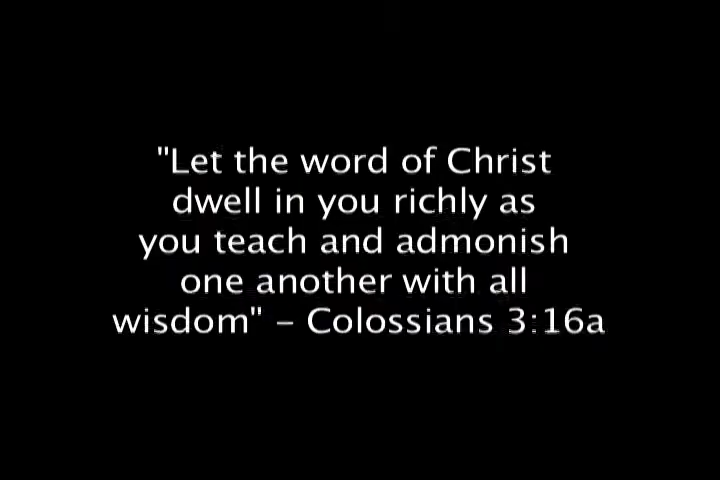 "Let the word of Christ
dwell in you richly as
you teach and admonish
one another with all
wisdom" – Colossians 3:16a